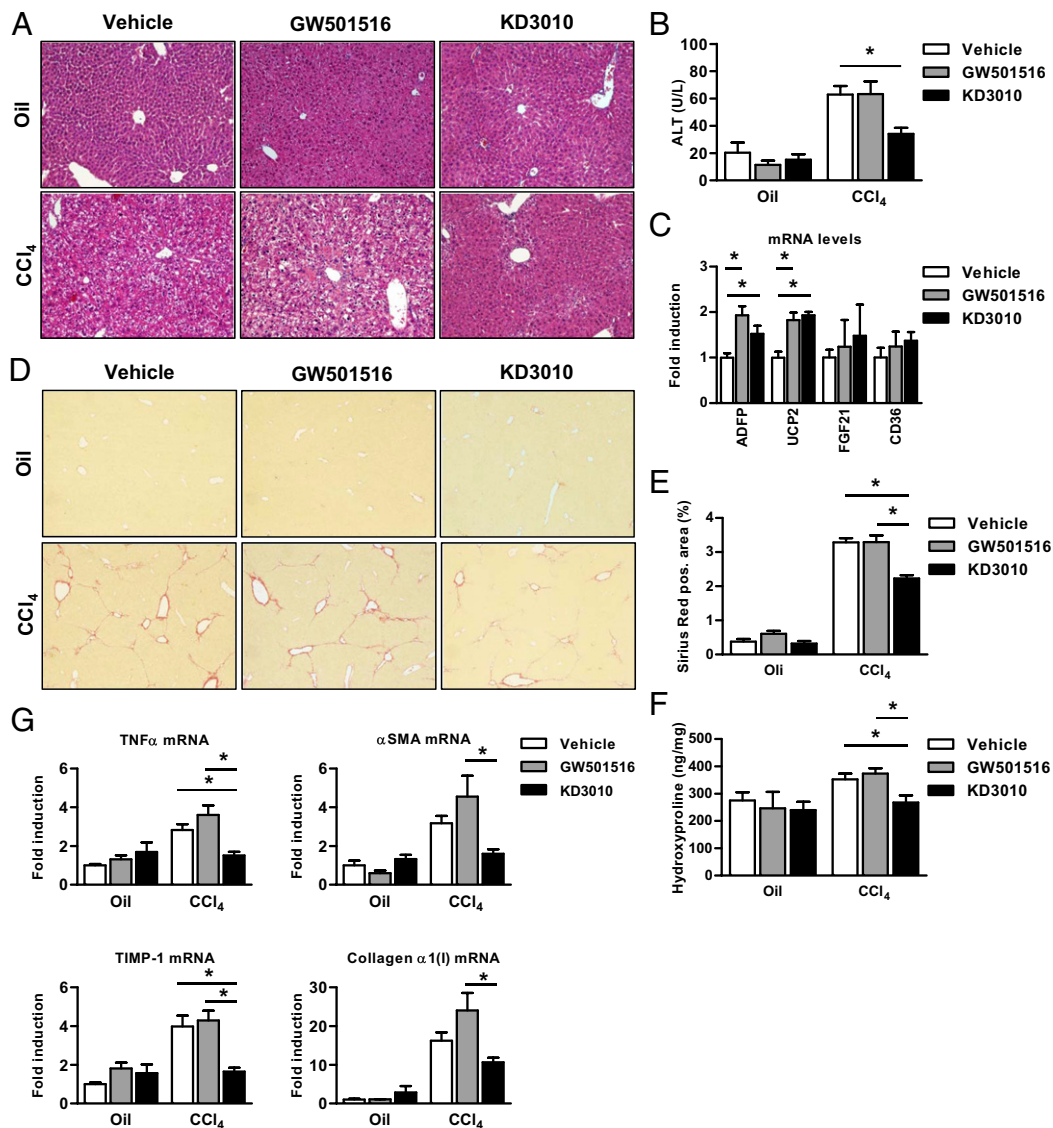 A
Vehicle
GW501516
KD3010
Oil
CCl₄
B
ALT (U/L)
100
80
60
40
20
0
Oil
CCl₄
*
Vehicle
GW501516
KD3010
C
mRNA levels
Fold induction
3
2
1
0
* *
* *
ADFP
UCP2
FGF21
CD36
Vehicle
GW501516
KD3010
D
Vehicle
GW501516
KD3010
Oil
CCl₄
E
Sirius Red pos. area (%)
4
3
2
1
0
Oli
CCl₄
*
*
Vehicle
GW501516
KD3010
F
Hydroxyproline (ng/mg)
500
400
300
200
100
0
Oil
CCl₄
*
*
Vehicle
GW501516
KD3010
G
TNFα mRNA
Fold induction
6
4
2
0
Oil
CCl₄
*
*
αSMA mRNA
Fold induction
6
4
2
0
Oil
CCl₄
*
Vehicle
GW501516
KD3010
TIMP-1 mRNA
Fold induction
6
4
2
0
Oil
CCl₄
*
*
Collagen α1(I) mRNA
Fold induction
30
20
10
0
Oil
CCl₄
*